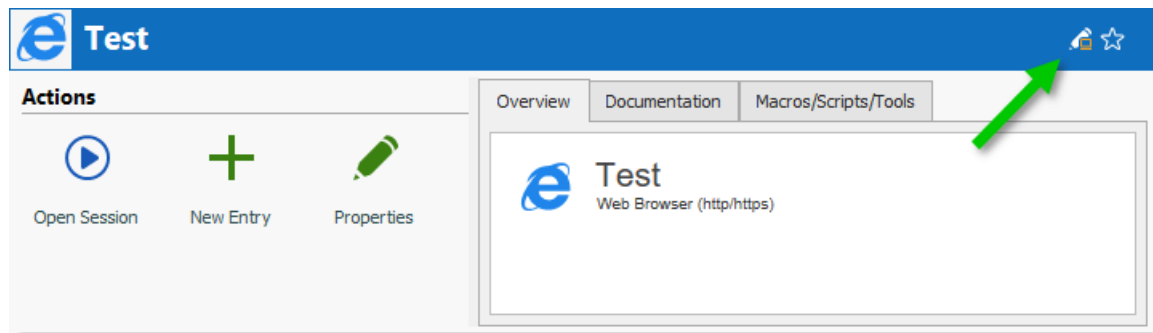 Test
Actions
Open Session
New Entry
Properties
Overview
Documentation
Macros/Scripts/Tools
Test
Web Browser (http/https)